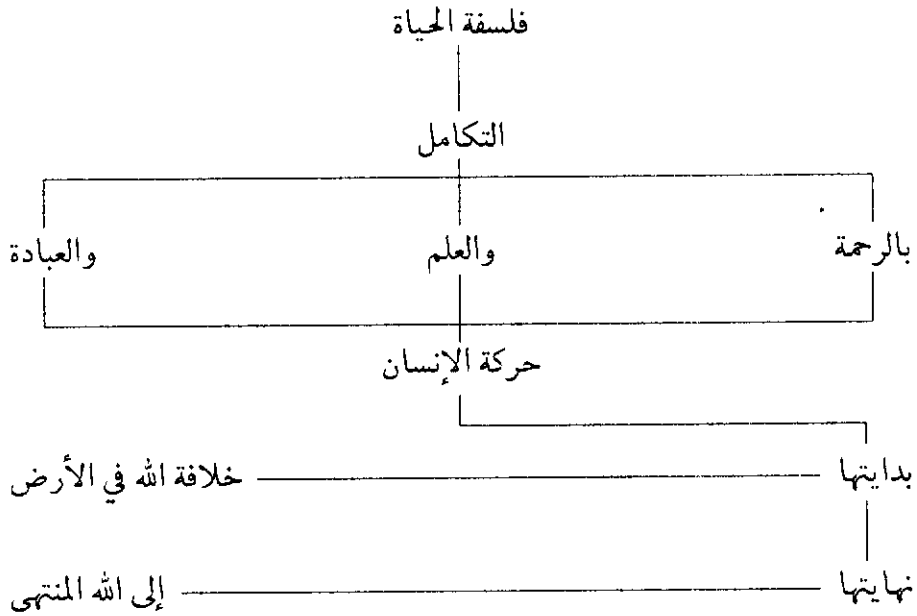 فلسفة الحياة
التكامل
بالرحمة والعلم والعبادة
حركة الإنسان
بدايتها خلافة الله في الأرض
نهايتها إلى الله المنتهى